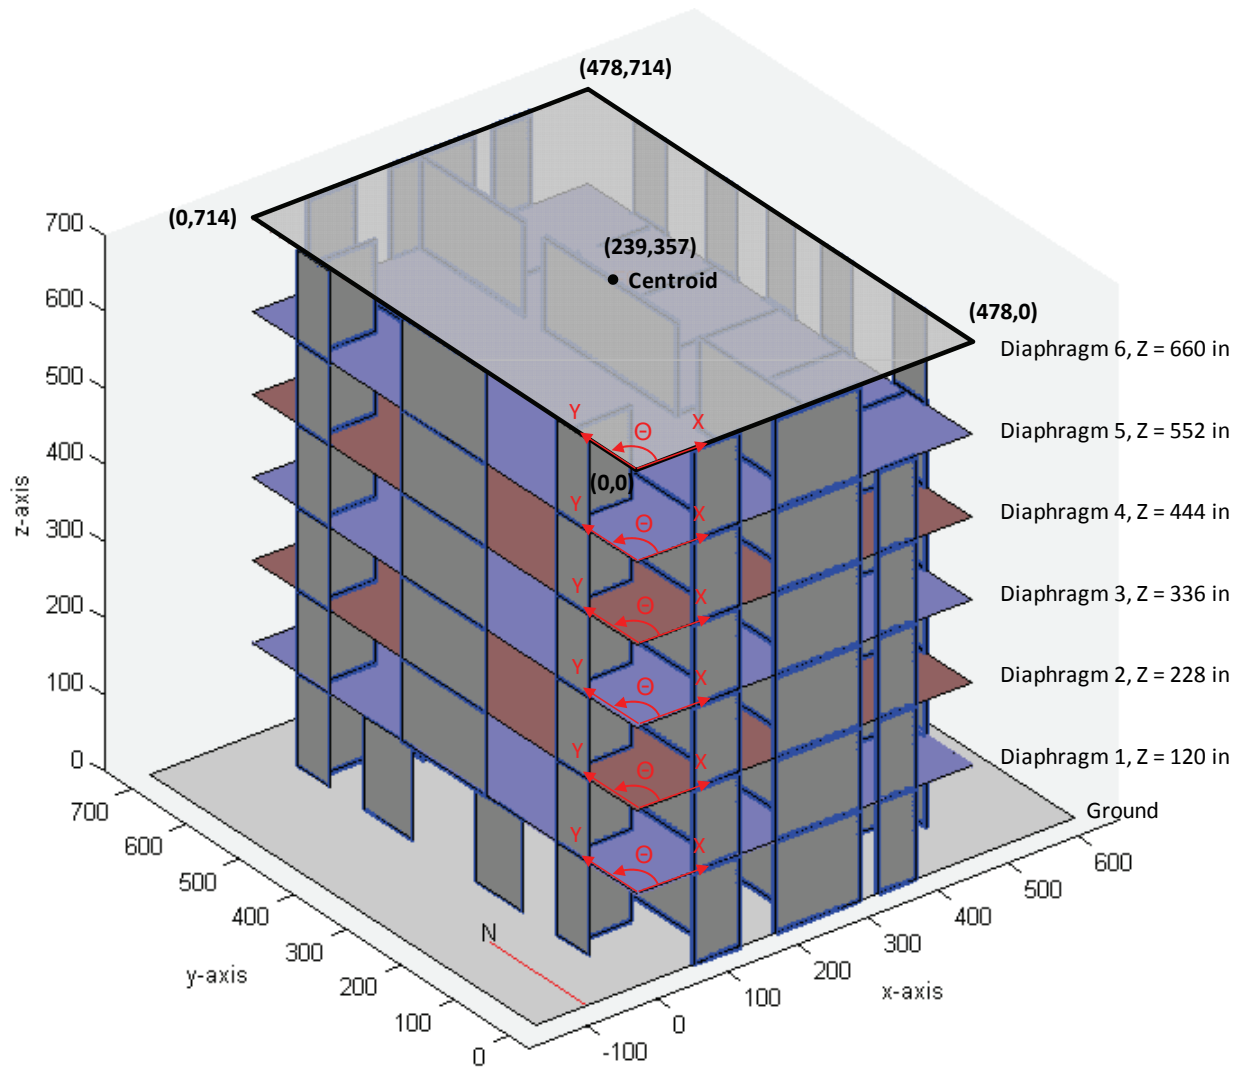 (478,714)
(0,714)
(239,357)
Centroid
(478,0)
(0,0)
Diaphragm 6, Z = 660 in
Diaphragm 5, Z = 552 in
Diaphragm 4, Z = 444 in
Diaphragm 3, Z = 336 in
Diaphragm 2, Z = 228 in
Diaphragm 1, Z = 120 in
Ground
Y Θ X
Y Θ X
Y Θ X
Y Θ X
Y Θ X
Y Θ X
N
z-axis
700
600
500
400
300
200
100
0
y-axis
700
600
500
400
300
200
100
0
x-axis
-100
0
100
200
300
400
500
600